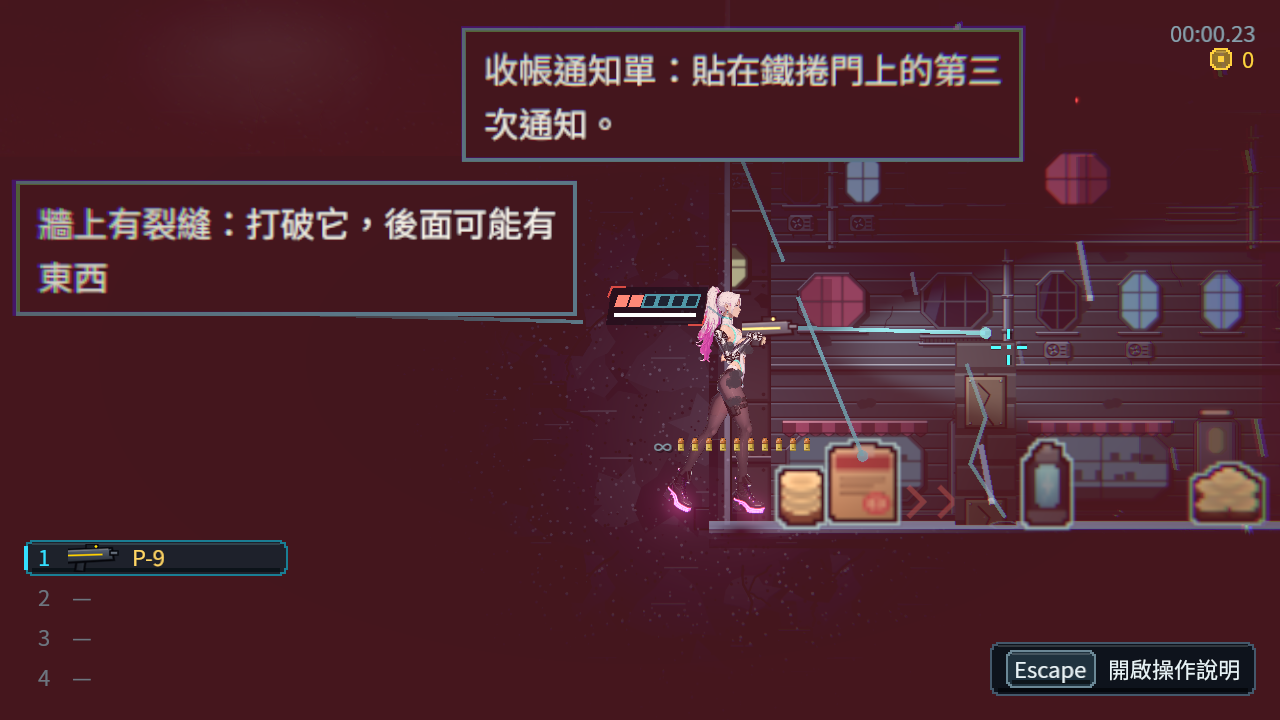 00:00.23
0
收帳通知單：貼在鐵捲門上的第三
次通知。
牆上有裂縫：打破它，後面可能有
東西
∞
1 P-9
2 —
3 —
4 —
Escape 開啟操作說明